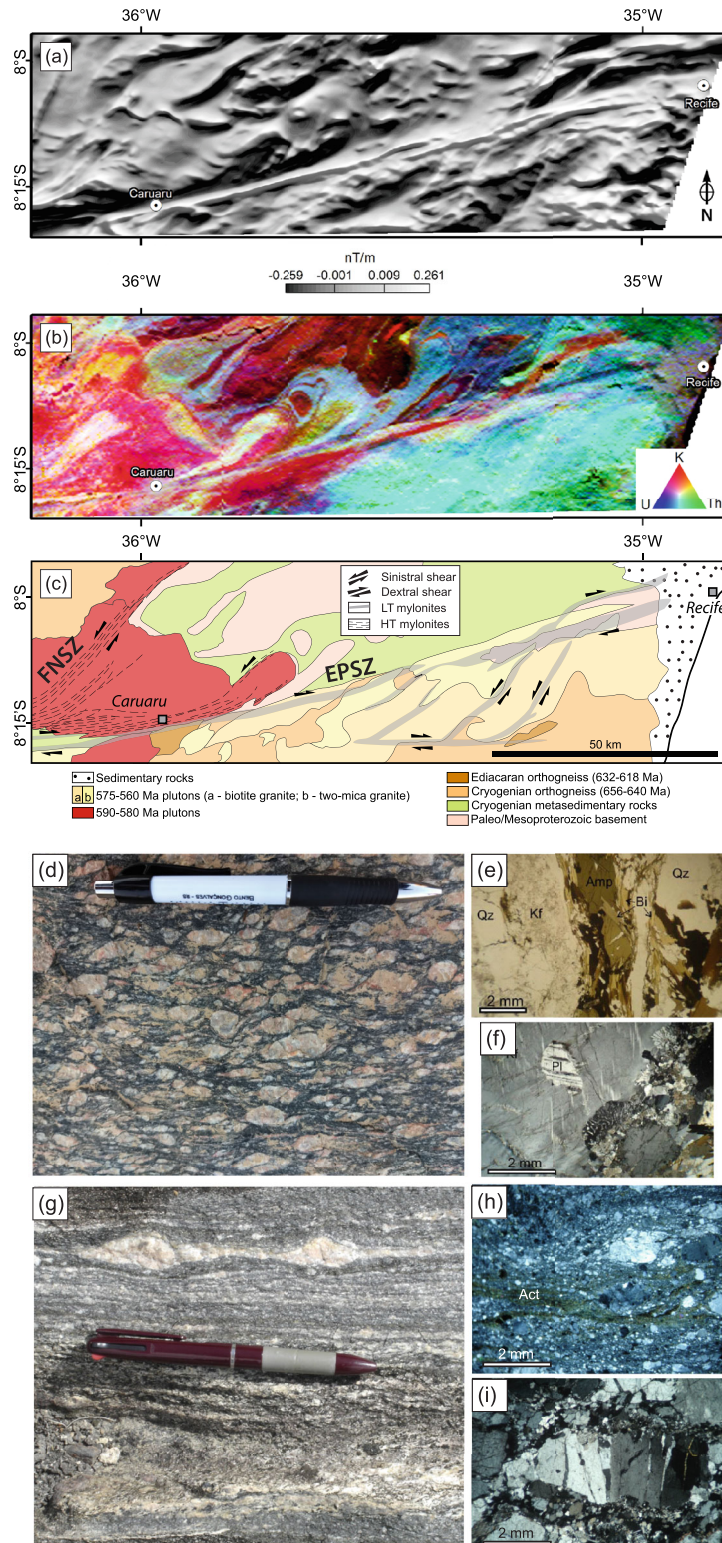 36°W
35°W
(a)
8°S
8°15'S
Caruaru
Recife
N
nT/m
-0.259
-0.001
0.009
0.261
36°W
35°W
(b)
8°S
8°15'S
Caruaru
Recife
K
U
Th
36°W
35°W
(c)
8°S
8°15'S
Sinistral shear
Dextral shear
LT mylonites
HT mylonites
FNSZ
EPSZ
Caruaru
Recife
50 km
Sedimentary rocks
a b 575-560 Ma plutons (a - biotite granite; b - two-mica granite)
590-580 Ma plutons
Ediacaran orthogneiss (632-618 Ma)
Cryogenian orthogneiss (656-640 Ma)
Cryogenian metasedimentary rocks
Paleo/Mesoproterozoic basement
(d)
BENTO GONÇALVES - RS
(e)
Amp
Qz
Bi
Qz
Kf
2 mm
(f)
Pl
2 mm
(g)
(h)
Act
2 mm
(i)
2 mm